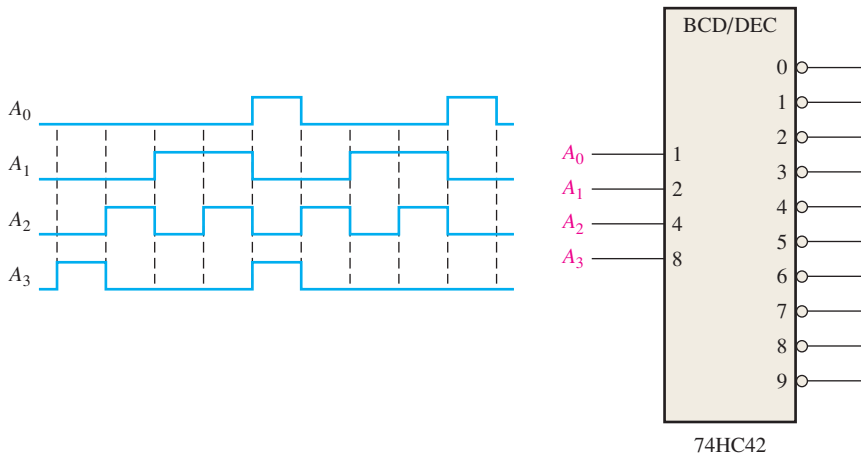 A₀
A₁
A₂
A₃
BCD/DEC
A₀ 1
A₁ 2
A₂ 4
A₃ 8
0
1
2
3
4
5
6
7
8
9
74HC42